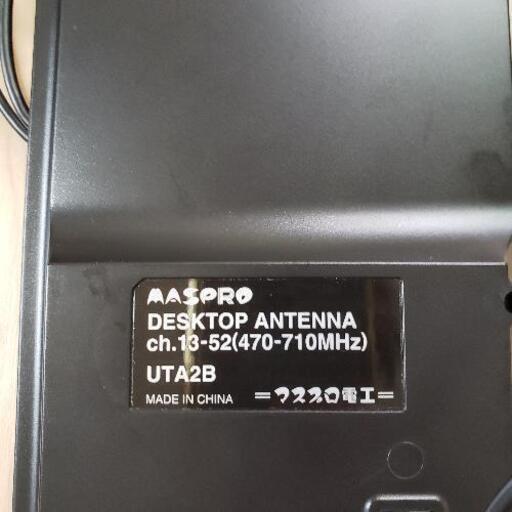 MASPRO
DESKTOP ANTENNA
ch.13-52(470-710MHz)
UTA2B
MADE IN CHINA =マスプロ電工=